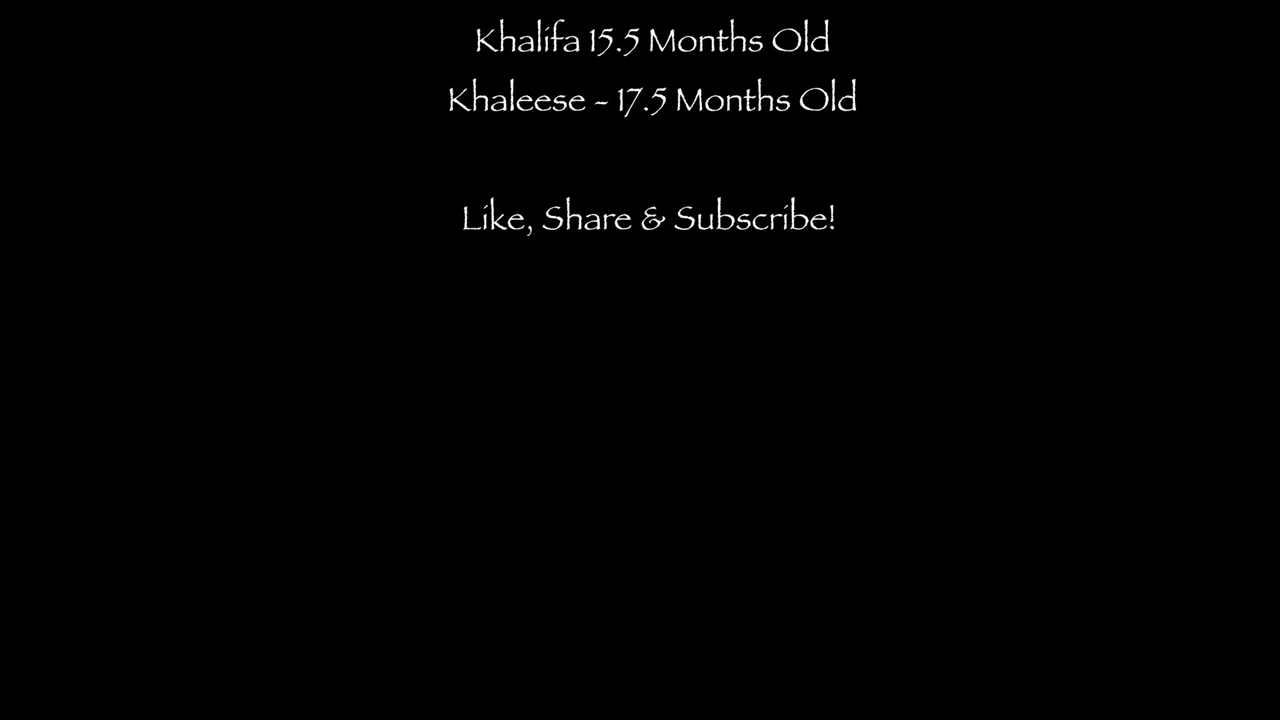 Khalifa 15.5 Months Old
Khaleese - 17.5 Months Old
Like, Share & Subscribe!